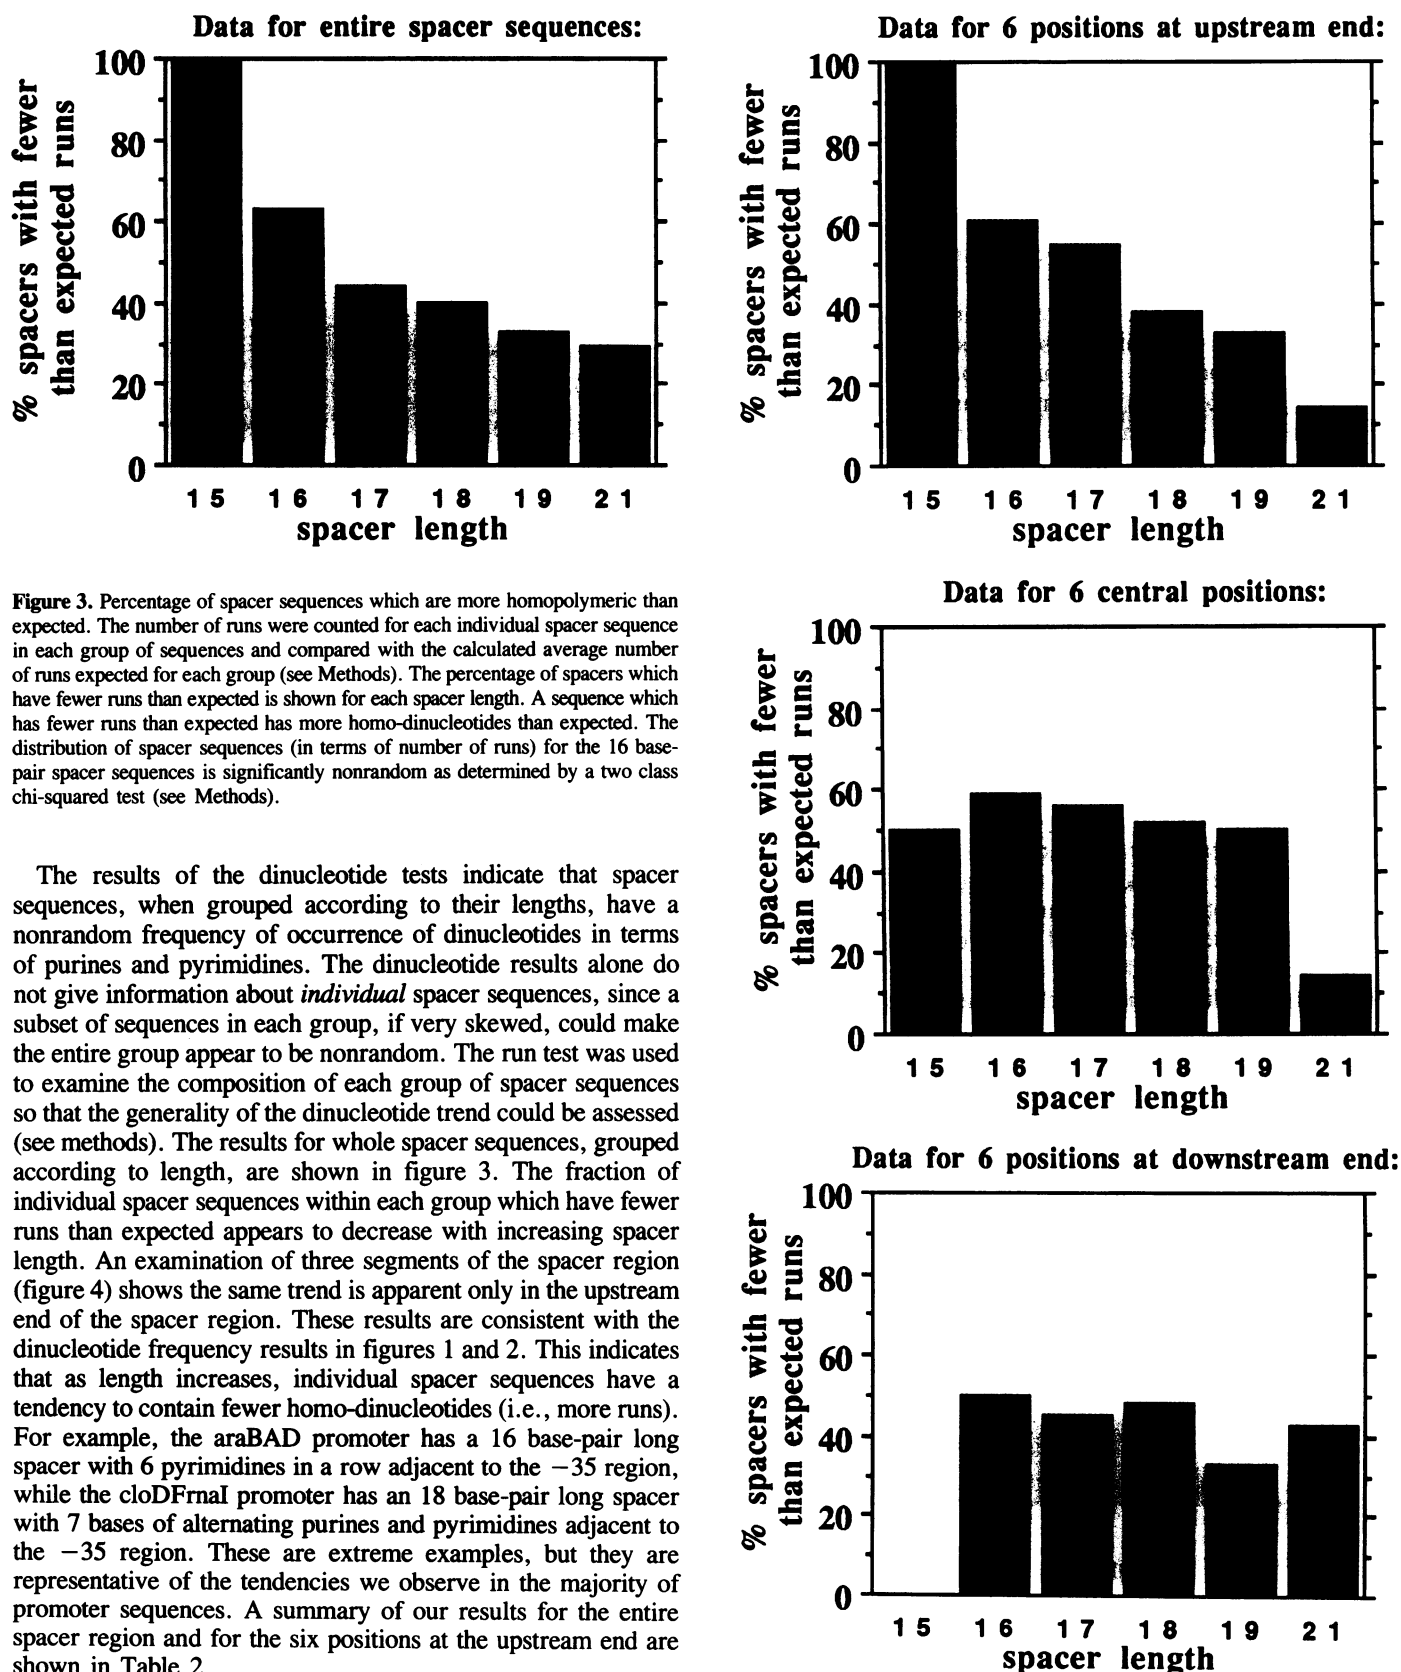 Data for entire spacer sequences:
% spacers with fewer
than expected runs
100
80
60
40
20
0
15 16 17 18 19 21
spacer length
Figure 3. Percentage of spacer sequences which are more homopolymeric than
expected. The number of runs were counted for each individual spacer sequence
in each group of sequences and compared with the calculated average number
of runs expected for each group (see Methods). The percentage of spacers which
have fewer runs than expected is shown for each spacer length. A sequence which
has fewer runs than expected has more homo-dinucleotides than expected. The
distribution of spacer sequences (in terms of number of runs) for the 16 base-
pair spacer sequences is significantly nonrandom as determined by a two class
chi-squared test (see Methods).
The results of the dinucleotide tests indicate that spacer
sequences, when grouped according to their lengths, have a
nonrandom frequency of occurrence of dinucleotides in terms
of purines and pyrimidines. The dinucleotide results alone do
not give information about individual spacer sequences, since a
subset of sequences in each group, if very skewed, could make
the entire group appear to be nonrandom. The run test was used
to examine the composition of each group of spacer sequences
so that the generality of the dinucleotide trend could be assessed
(see methods). The results for whole spacer sequences, grouped
according to length, are shown in figure 3. The fraction of
individual spacer sequences within each group which have fewer
runs than expected appears to decrease with increasing spacer
length. An examination of three segments of the spacer region
(figure 4) shows the same trend is apparent only in the upstream
end of the spacer region. These results are consistent with the
dinucleotide frequency results in figures 1 and 2. This indicates
that as length increases, individual spacer sequences have a
tendency to contain fewer homo-dinucleotides (i.e., more runs).
For example, the araBAD promoter has a 16 base-pair long
spacer with 6 pyrimidines in a row adjacent to the −35 region,
while the cloDFrnaI promoter has an 18 base-pair long spacer
with 7 bases of alternating purines and pyrimidines adjacent to
the −35 region. These are extreme examples, but they are
representative of the tendencies we observe in the majority of
promoter sequences. A summary of our results for the entire
spacer region and for the six positions at the upstream end are
shown in Table 2.
Data for 6 positions at upstream end:
% spacers with fewer
than expected runs
100
80
60
40
20
0
15 16 17 18 19 21
spacer length
Data for 6 central positions:
% spacers with fewer
than expected runs
100
80
60
40
20
0
15 16 17 18 19 21
spacer length
Data for 6 positions at downstream end:
% spacers with fewer
than expected runs
100
80
60
40
20
0
15 16 17 18 19 21
spacer length